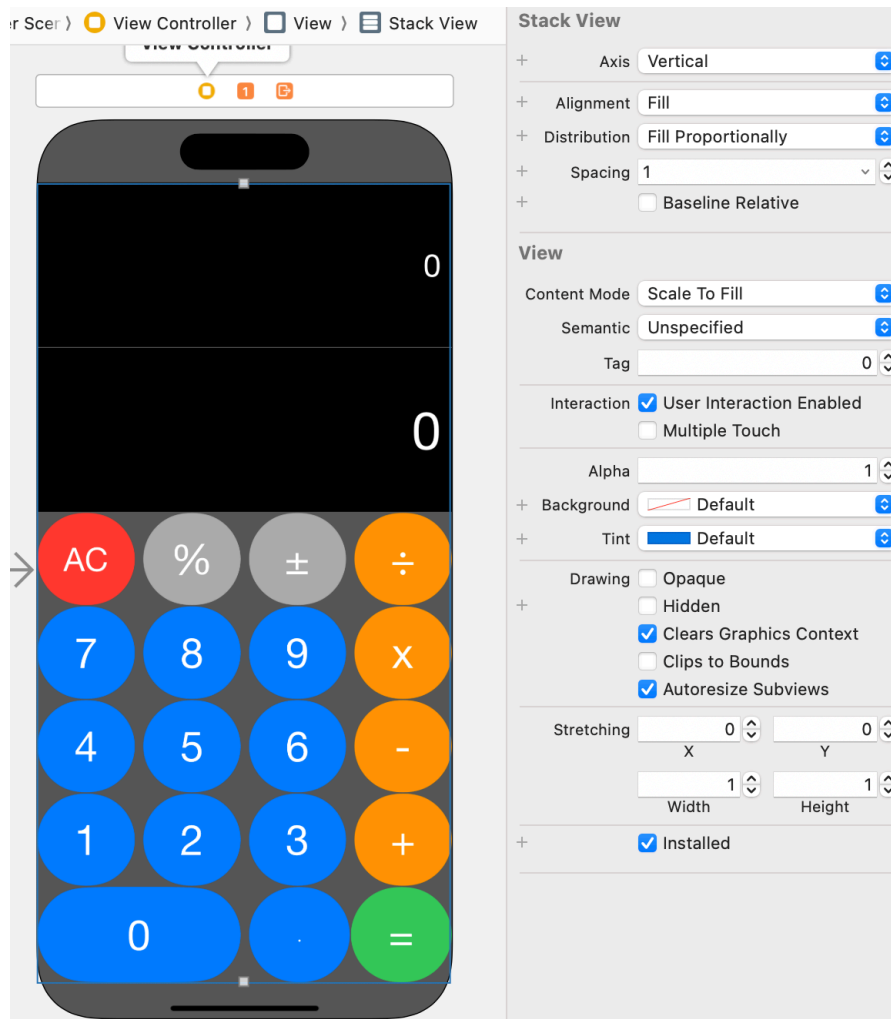 View Controller 〉 View 〉 Stack View
View Controller
1
0
0
AC % ± ÷
7 8 9 x
4 5 6 -
1 2 3 +
0 . =
Stack View
+ Axis Vertical
+ Alignment Fill
+ Distribution Fill Proportionally
+ Spacing 1
+ Baseline Relative
View
Content Mode Scale To Fill
Semantic Unspecified
Tag 0
Interaction User Interaction Enabled
Multiple Touch
Alpha 1
+ Background Default
+ Tint Default
Drawing Opaque
+ Hidden
Clears Graphics Context
Clips to Bounds
Autoresize Subviews
Stretching 0 0
X Y
1 1
Width Height
+ Installed